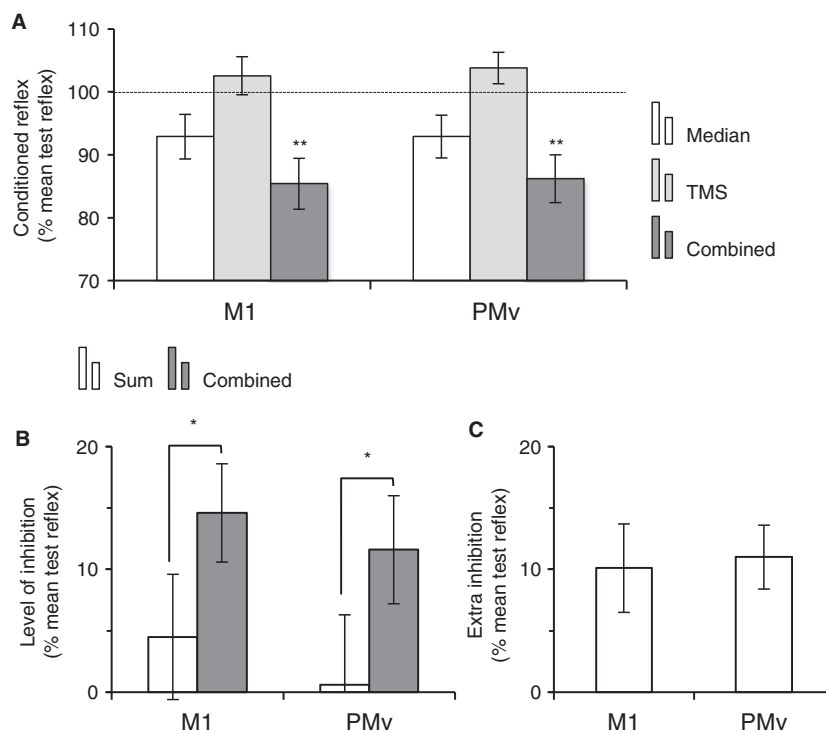 A
110
100
90
80
70
Conditioned reflex
(% mean test reflex)
**
**
M1
PMv
Median
TMS
Combined
Sum
Combined
B
20
10
0
Level of inhibition
(% mean test reflex)
*
*
M1
PMv
C
20
10
0
Extra inhibition
(% mean test reflex)
M1
PMv